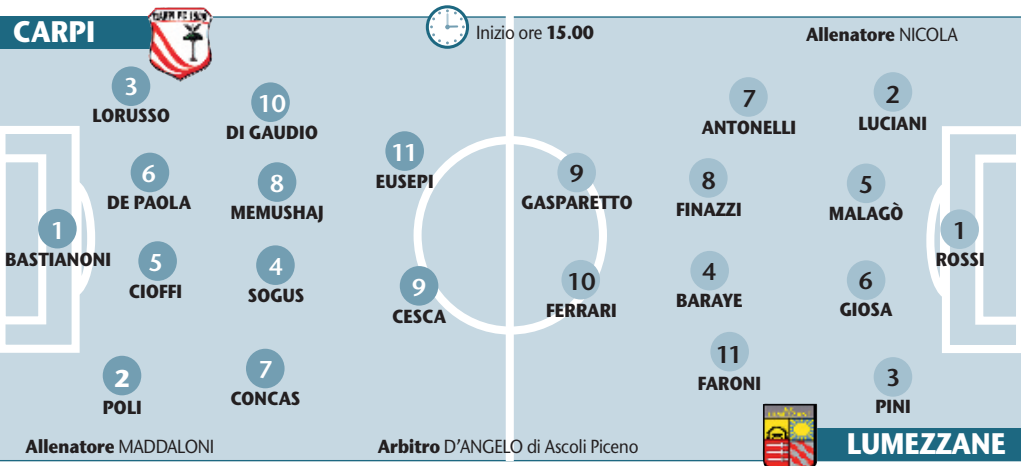 CARPI
CARPI FC 1909
Inizio ore 15.00
Allenatore NICOLA
3
LORUSSO
10
DI GAUDIO
11
EUSEPI
6
DE PAOLA
8
MEMUSHAJ
1
BASTIANONI
5
CIOFFI
4
SOGUS
9
CESCA
2
POLI
7
CONCAS
Allenatore MADDALONI
7
ANTONELLI
2
LUCIANI
9
GASPARETTO
8
FINAZZI
5
MALAGÒ
1
ROSSI
10
FERRARI
4
BARAYE
6
GIOSA
11
FARONI
3
PINI
Arbitro D'ANGELO di Ascoli Piceno
LUMEZZANE